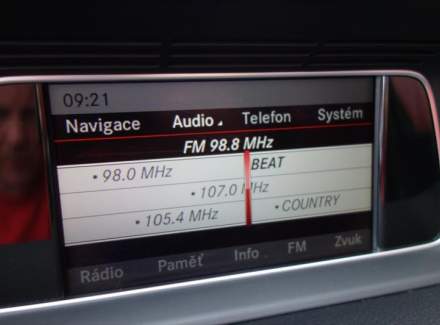 09:21
Navigace Audio Telefon Systém
FM 98.8 MHz
BEAT
• 98.0 MHz
• 107.0 MHz
• COUNTRY
• 105.4 MHz
Rádio Paměť Info FM Zvuk